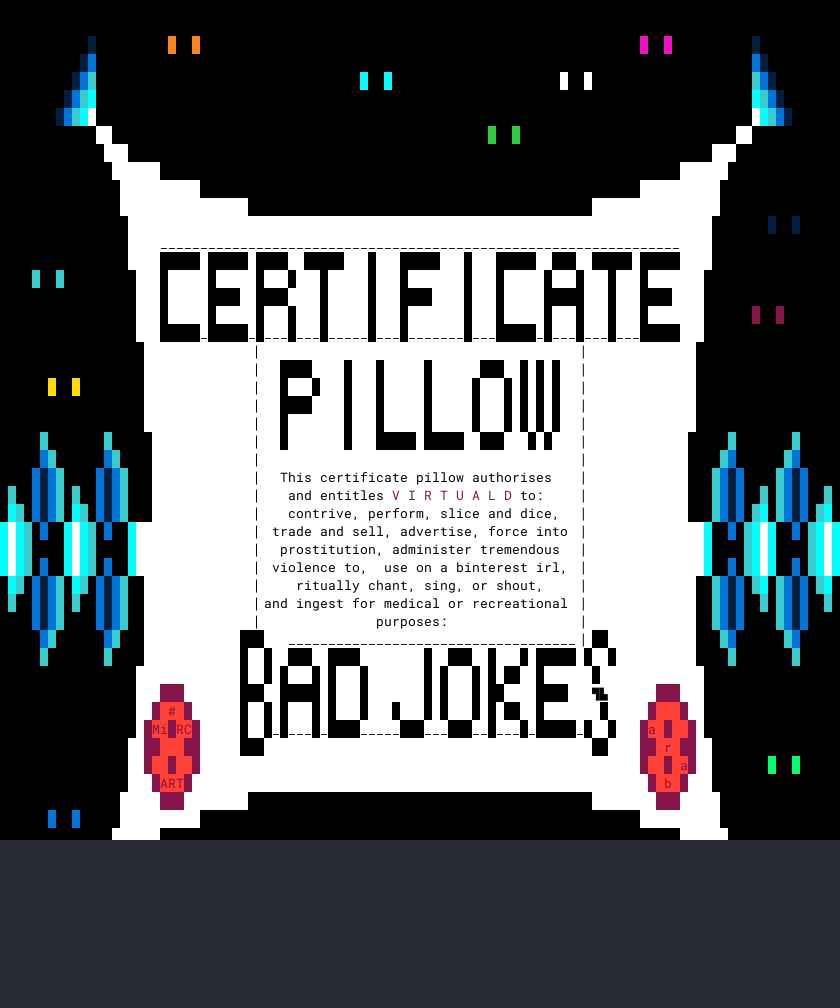 CERTIFICATE
PILLOW
This certificate pillow authorises
and entitles V I R T U A L D to:
contrive, perform, slice and dice,
trade and sell, advertise, force into
prostitution, administer tremendous
violence to,  use on a binterest irl,
ritually chant, sing, or shout,
and ingest for medical or recreational
purposes:
BAD JOKES
#
MiRC
ART
a
r
a
b